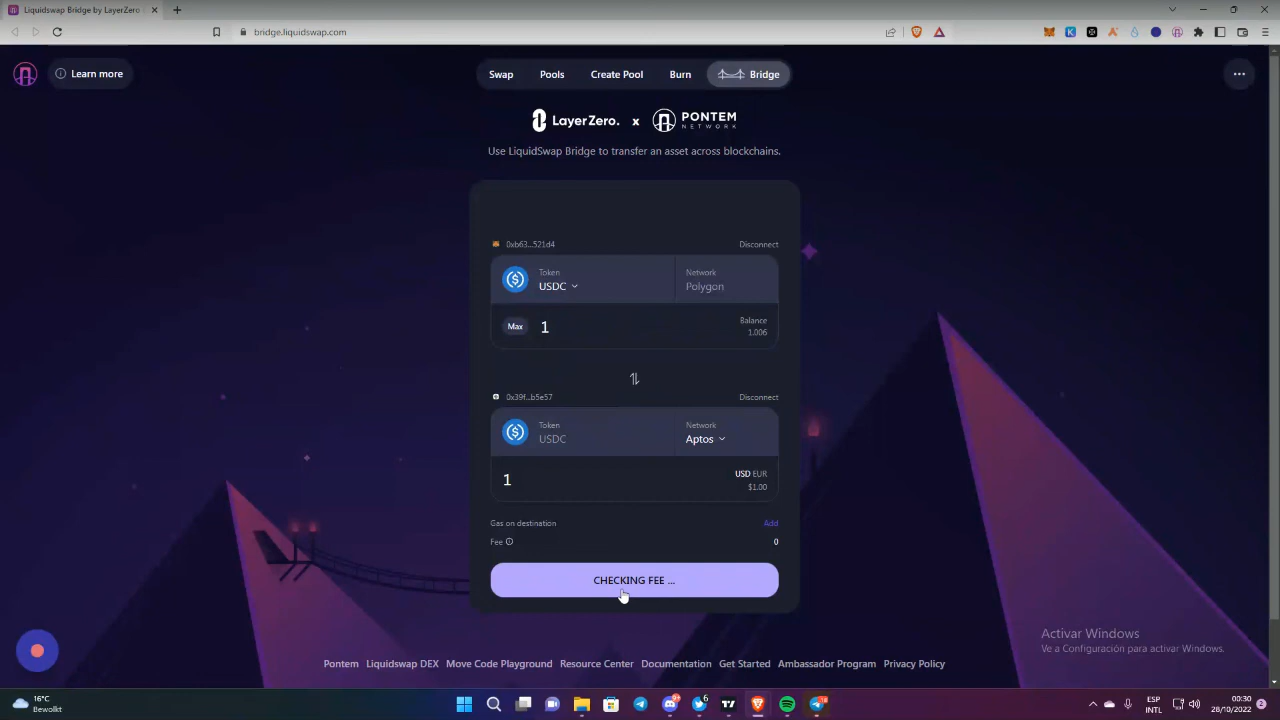 Liquidswap Bridge by LayerZero
bridge.liquidswap.com
Learn more
Swap
Pools
Create Pool
Burn
Bridge
LayerZero. x PONTEM NETWORK
Use LiquidSwap Bridge to transfer an asset across blockchains.
0xb63...521d4
Disconnect
Token
USDC
Network
Polygon
Max
1
Balance
1.006
0x39f...b5e57
Disconnect
Token
USDC
Network
Aptos
1
USD EUR
$1.00
Gas on destination
Add
Fee
0
CHECKING FEE ...
Activar Windows
Ve a Configuración para activar Windows.
Pontem
Liquidswap DEX
Move Code Playground
Resource Center
Documentation
Get Started
Ambassador Program
Privacy Policy
16°C
Bewolkt
ESP
INTL
00:30
28/10/2022